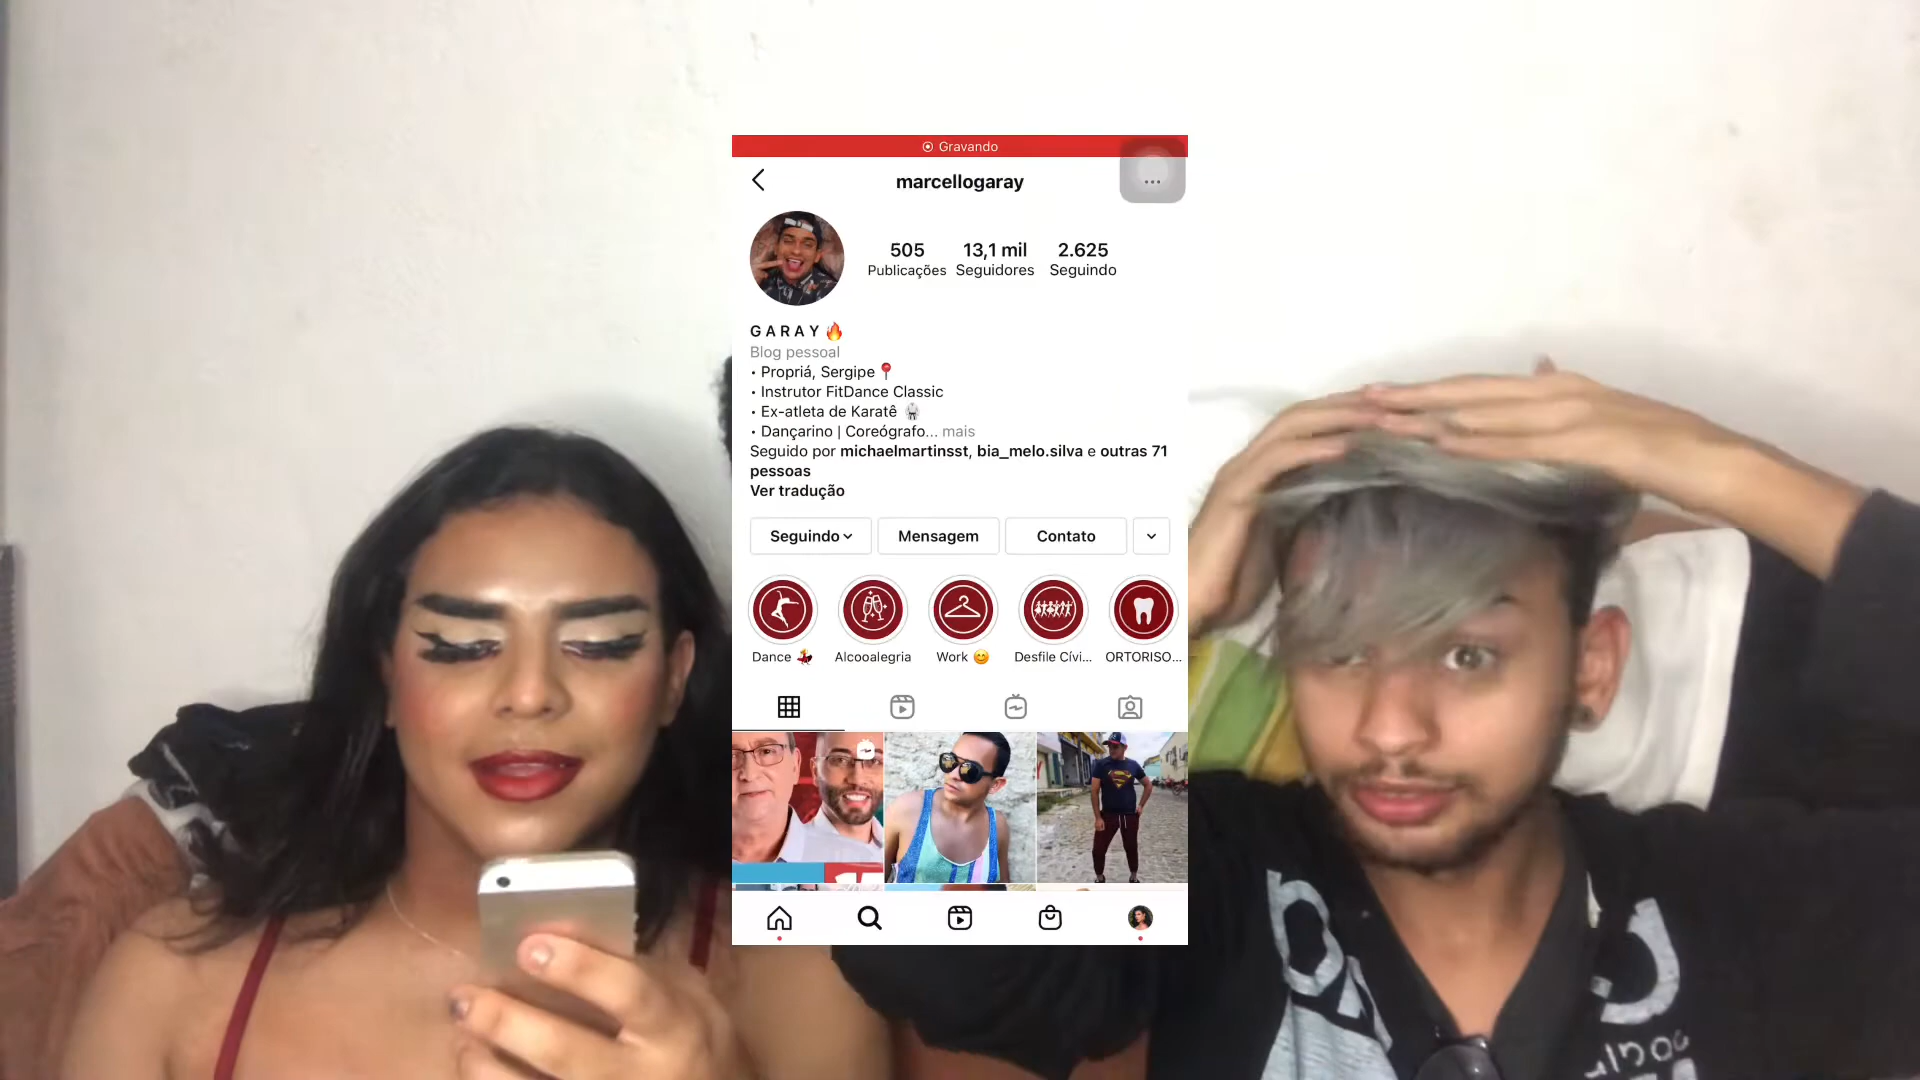 Gravando
marcellogaray
505 13,1 mil 2.625
Publicações Seguidores Seguindo
G A R A Y 🔥
Blog pessoal
• Propriá, Sergipe 📍
• Instrutor FitDance Classic
• Ex-atleta de Karatê 🥋
• Dançarino | Coreógrafo... mais
Seguido por michaelmartinsst, bia_melo.silva e outras 71
pessoas
Ver tradução
Seguindo Mensagem Contato
Dance 💃 Alcooalegria Work 😊 Desfile Cívi... ORTORISO...